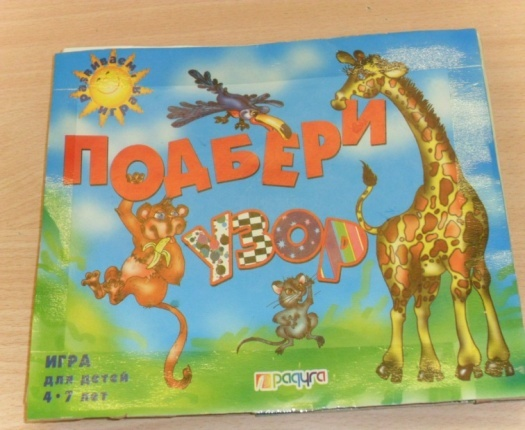 Развиваем играя
ПОДБЕРИ
УЗОР
ИГРА
для детей
4-7 лет
радуга